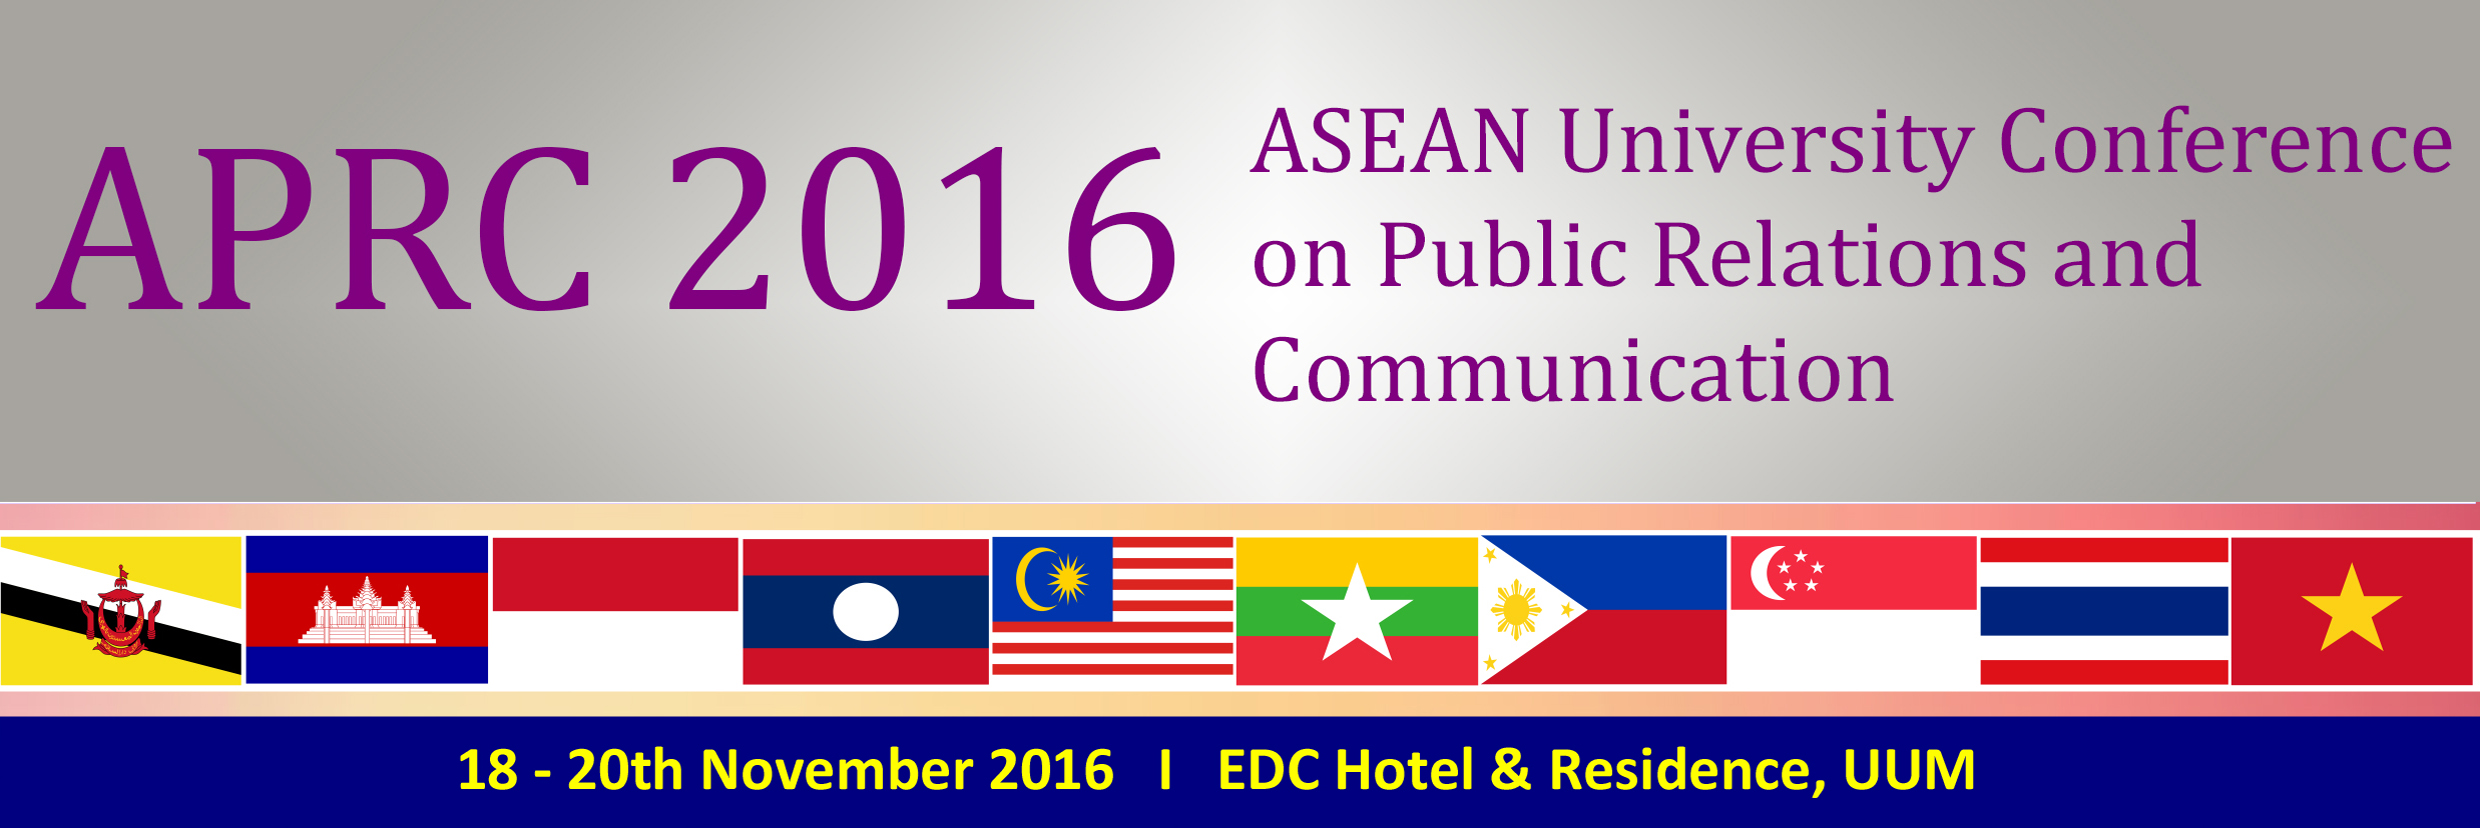 APRC 2016
ASEAN University Conference
on Public Relations and
Communication
18 - 20th November 2016 I EDC Hotel & Residence, UUM